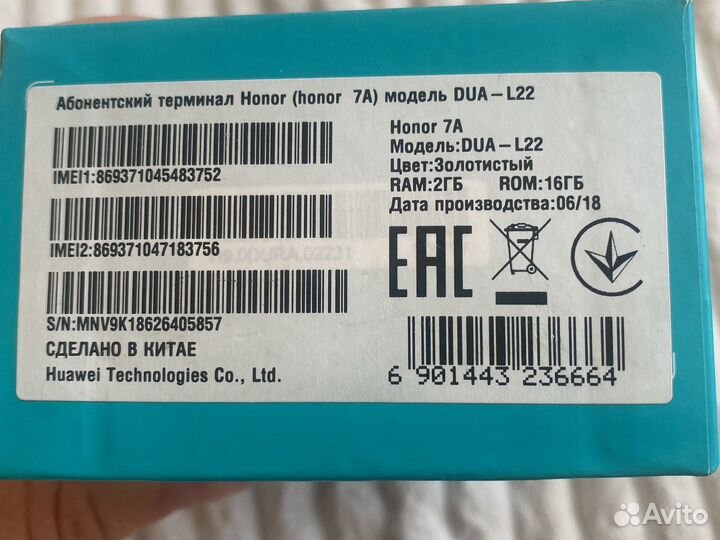 Абонентский терминал Honor (honor 7A) модель DUA-L22
IMEI1:869371045483752
IMEI2:869371047183756
S/N:MNV9K18626405857
СДЕЛАНО В КИТАЕ
Huawei Technologies Co., Ltd.
Honor 7A
Модель:DUA-L22
Цвет:Золотистый
RAM:2ГБ ROM:16ГБ
Дата производства:06/18
EAC
6 901443 236664
Avito